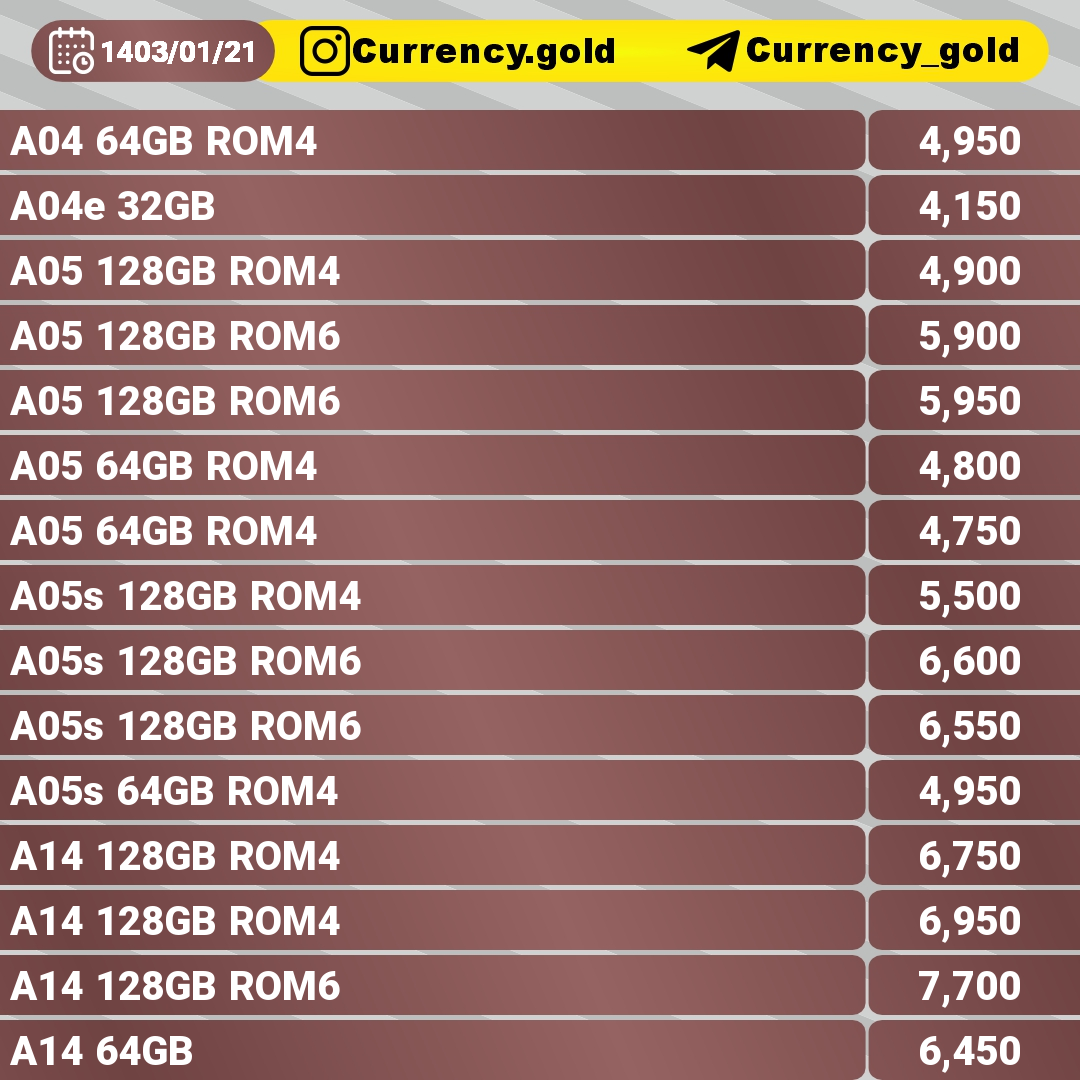 1403/01/21 Currency.gold Currency_gold
A04 64GB ROM4 4,950
A04e 32GB 4,150
A05 128GB ROM4 4,900
A05 128GB ROM6 5,900
A05 128GB ROM6 5,950
A05 64GB ROM4 4,800
A05 64GB ROM4 4,750
A05s 128GB ROM4 5,500
A05s 128GB ROM6 6,600
A05s 128GB ROM6 6,550
A05s 64GB ROM4 4,950
A14 128GB ROM4 6,750
A14 128GB ROM4 6,950
A14 128GB ROM6 7,700
A14 64GB 6,450